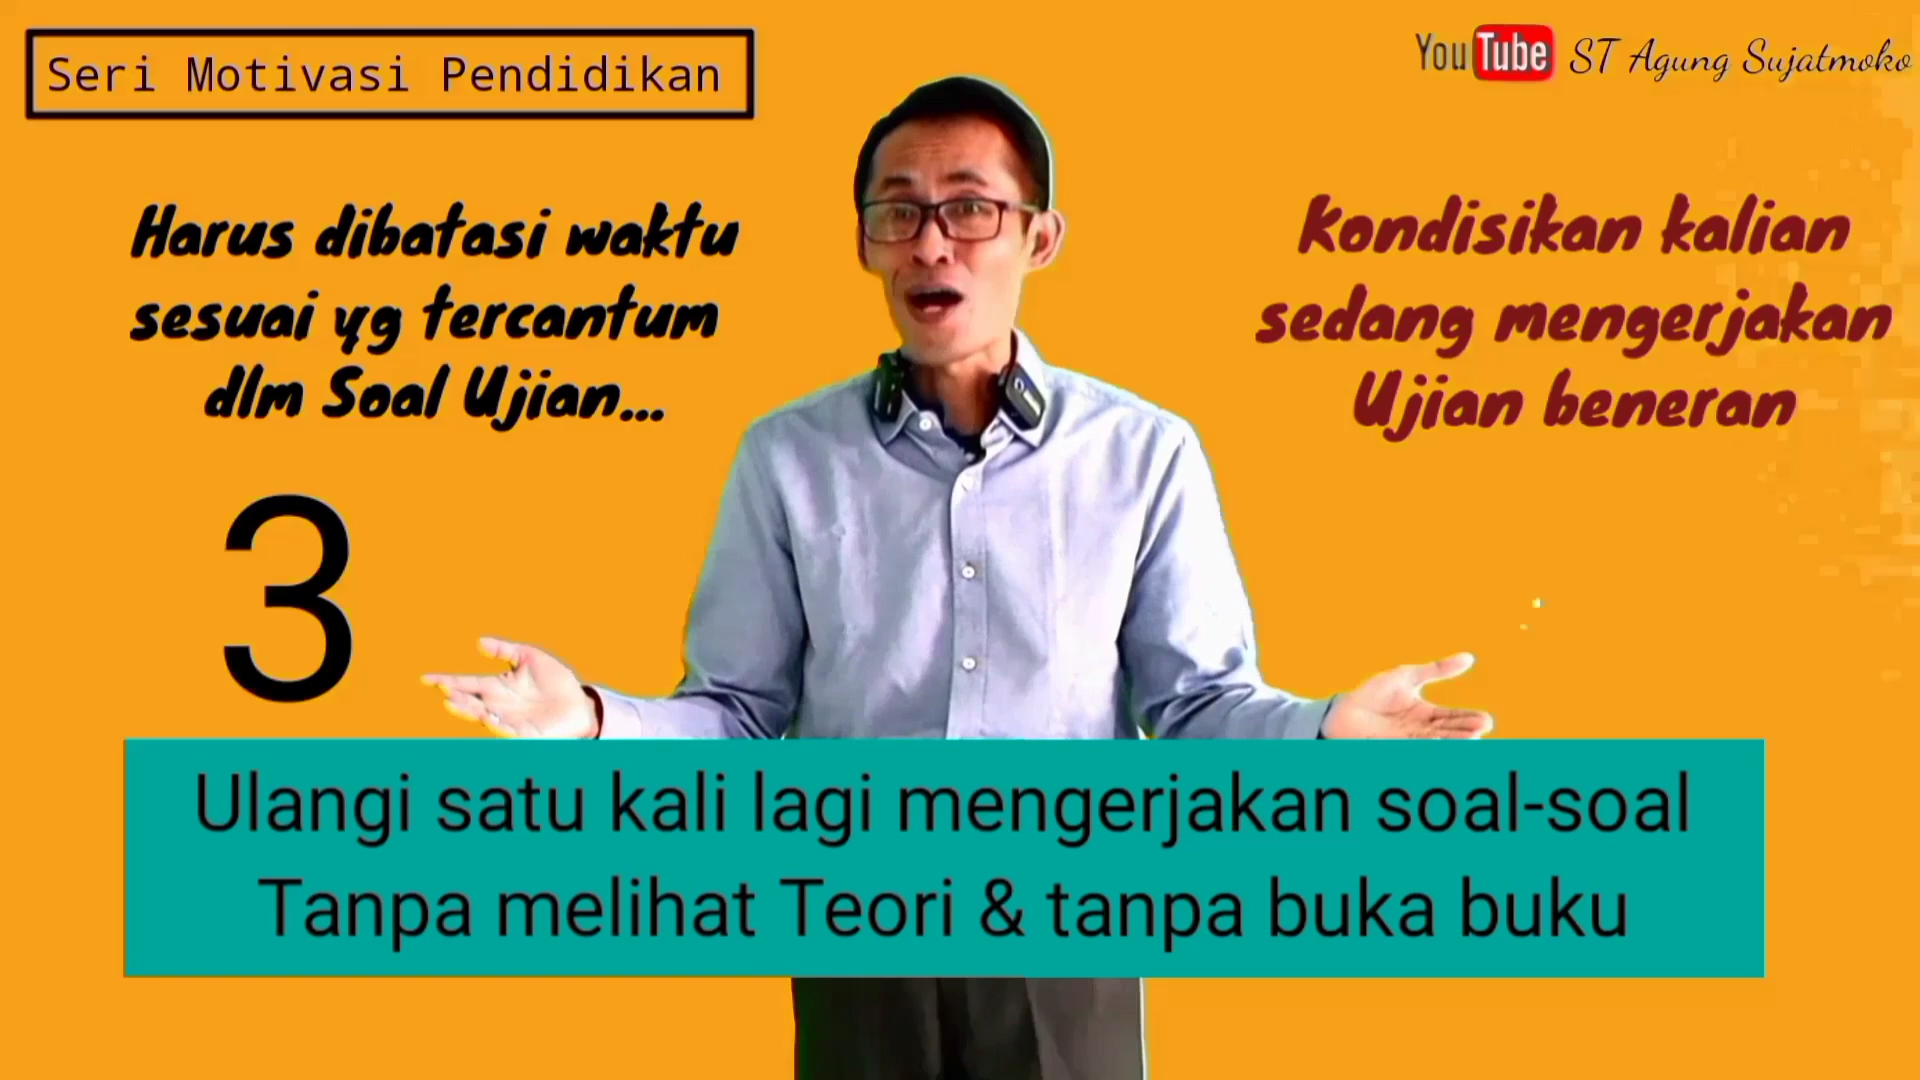 Seri Motivasi Pendidikan
YouTube ST Agung Sujatmoko
Harus dibatasi waktu
sesuai yg tercantum
dlm Soal Ujian...
Kondisikan kalian
sedang mengerjakan
Ujian beneran
3
Ulangi satu kali lagi mengerjakan soal-soal
Tanpa melihat Teori & tanpa buka buku